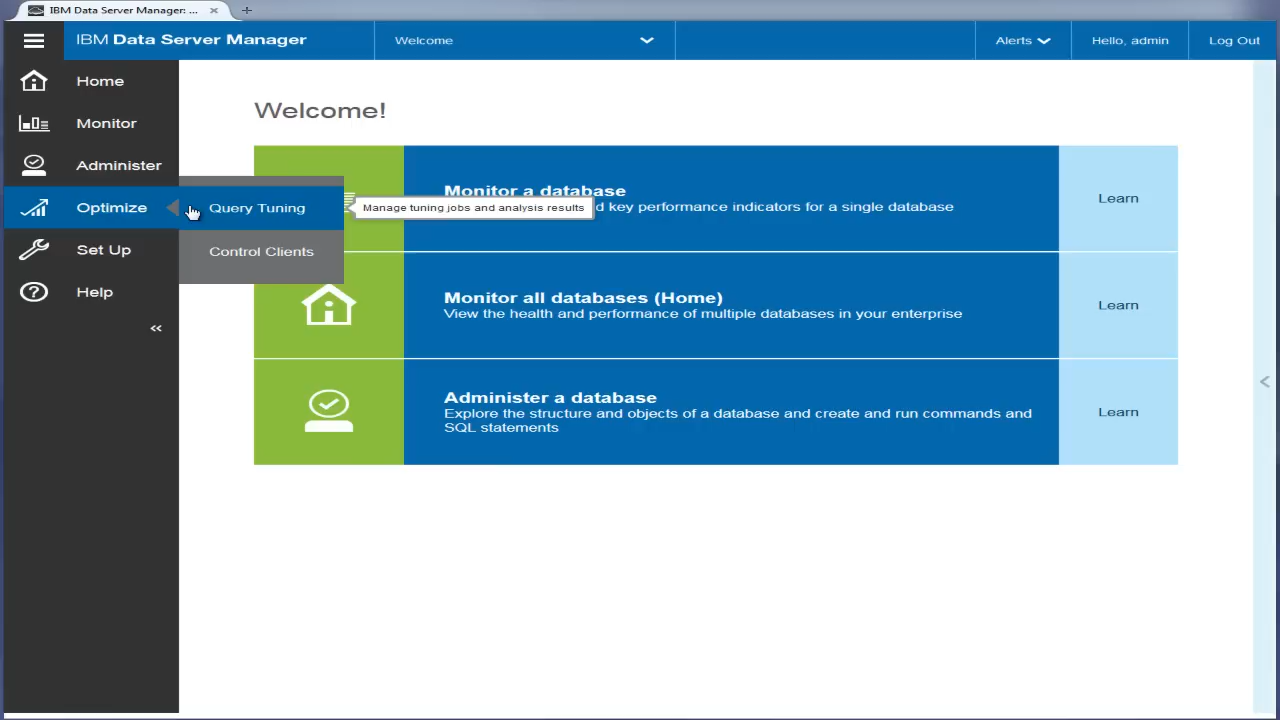 IBM Data Server Manager: ...
IBM Data Server Manager
Welcome
Alerts
Hello, admin
Log Out
Home
Monitor
Administer
Optimize
Set Up
Help
«
Query Tuning
Control Clients
Manage tuning jobs and analysis results
Welcome!
Monitor a database
key performance indicators for a single database
Learn
Monitor all databases (Home)
View the health and performance of multiple databases in your enterprise
Learn
Administer a database
Explore the structure and objects of a database and create and run commands and
SQL statements
Learn